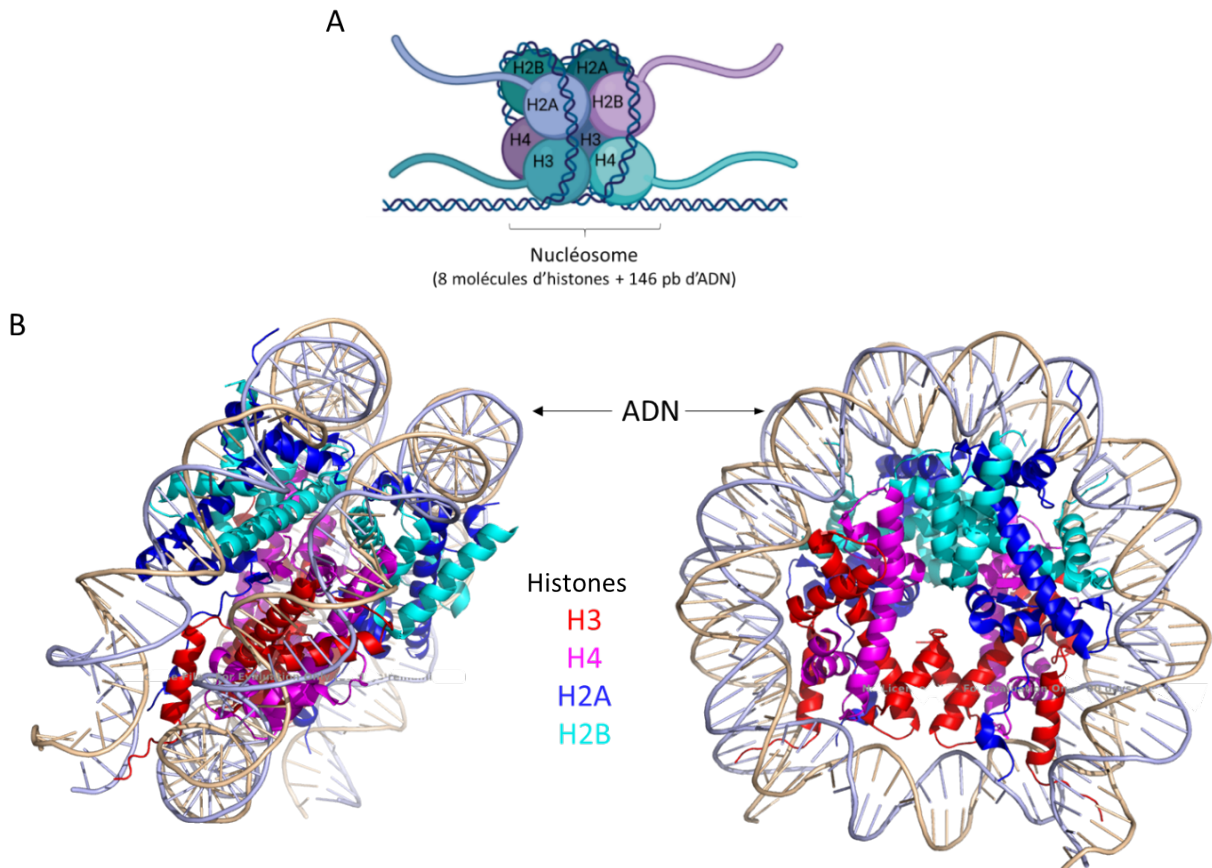 A
H2B H2A
H2A H2B
H4 H3
H3 H4
Nucléosome
(8 molécules d'histones + 146 pb d'ADN)
B
ADN
Histones
H3
H4
H2A
H2B